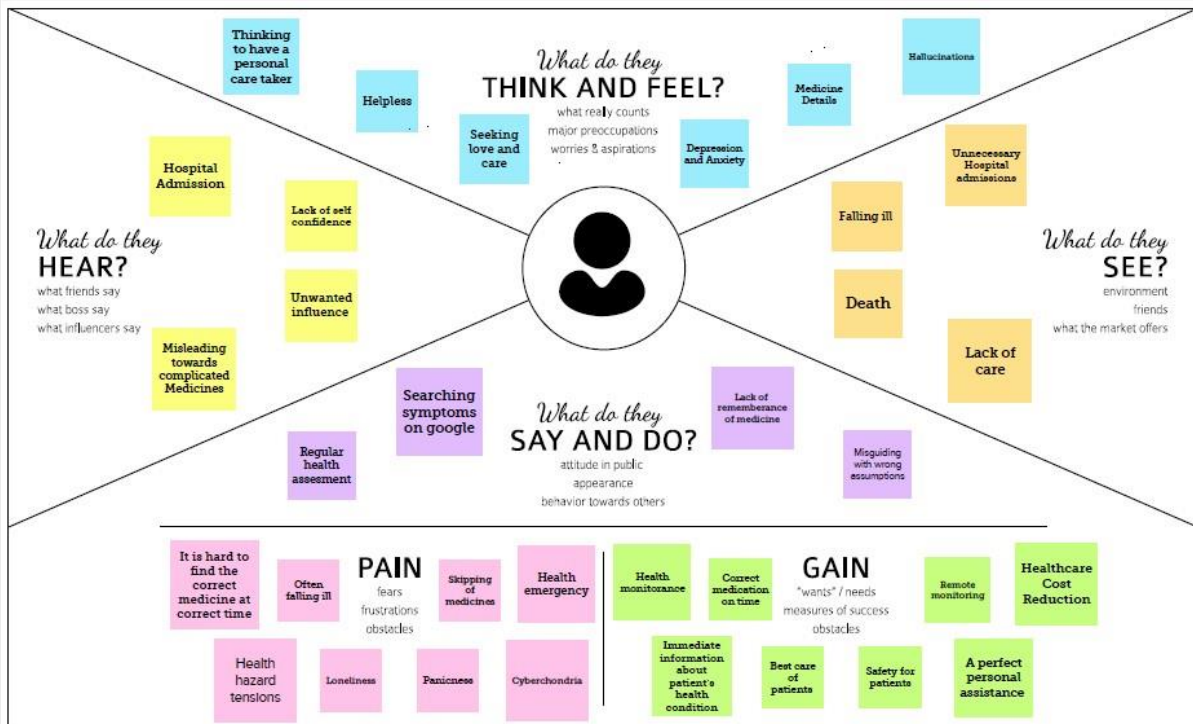 Thinking
to have a
personal
care taker
Helpless
What do they
THINK AND FEEL?
what really counts
major preoccupations
worries & aspirations
Seeking
love and
care
Depression
and Anxiety
Medicine
Details
Hallucinations
Hospital
Admission
Lack of self
confidence
What do they
HEAR?
what friends say
what boss say
what influencers say
Unwanted
influence
Misleading
towards
complicated
Medicines
Unnecessary
Hospital
admissions
Falling ill
What do they
SEE?
environment
friends
what the market offers
Death
Lack of
care
Searching
symptoms
on google
Regular
health
assesment
What do they
SAY AND DO?
attitude in public
appearance
behavior towards others
Lack of
rememberance
of medicine
Misguiding
with wrong
assumptions
It is hard to
find the
correct
medicine at
correct time
Often
falling ill
PAIN
fears
frustrations
obstacles
Skipping
of
medicines
Health
emergency
Health
hazard
tensions
Loneliness
Panicness
Cyberchondria
Health
monitorance
Correct
medication
on time
GAIN
"wants" / needs
measures of success
obstacles
Remote
monitoring
Healthcare
Cost
Reduction
Immediate
information
about
patient's
health
condition
Best care
of
patients
Safety for
patients
A perfect
personal
assistance